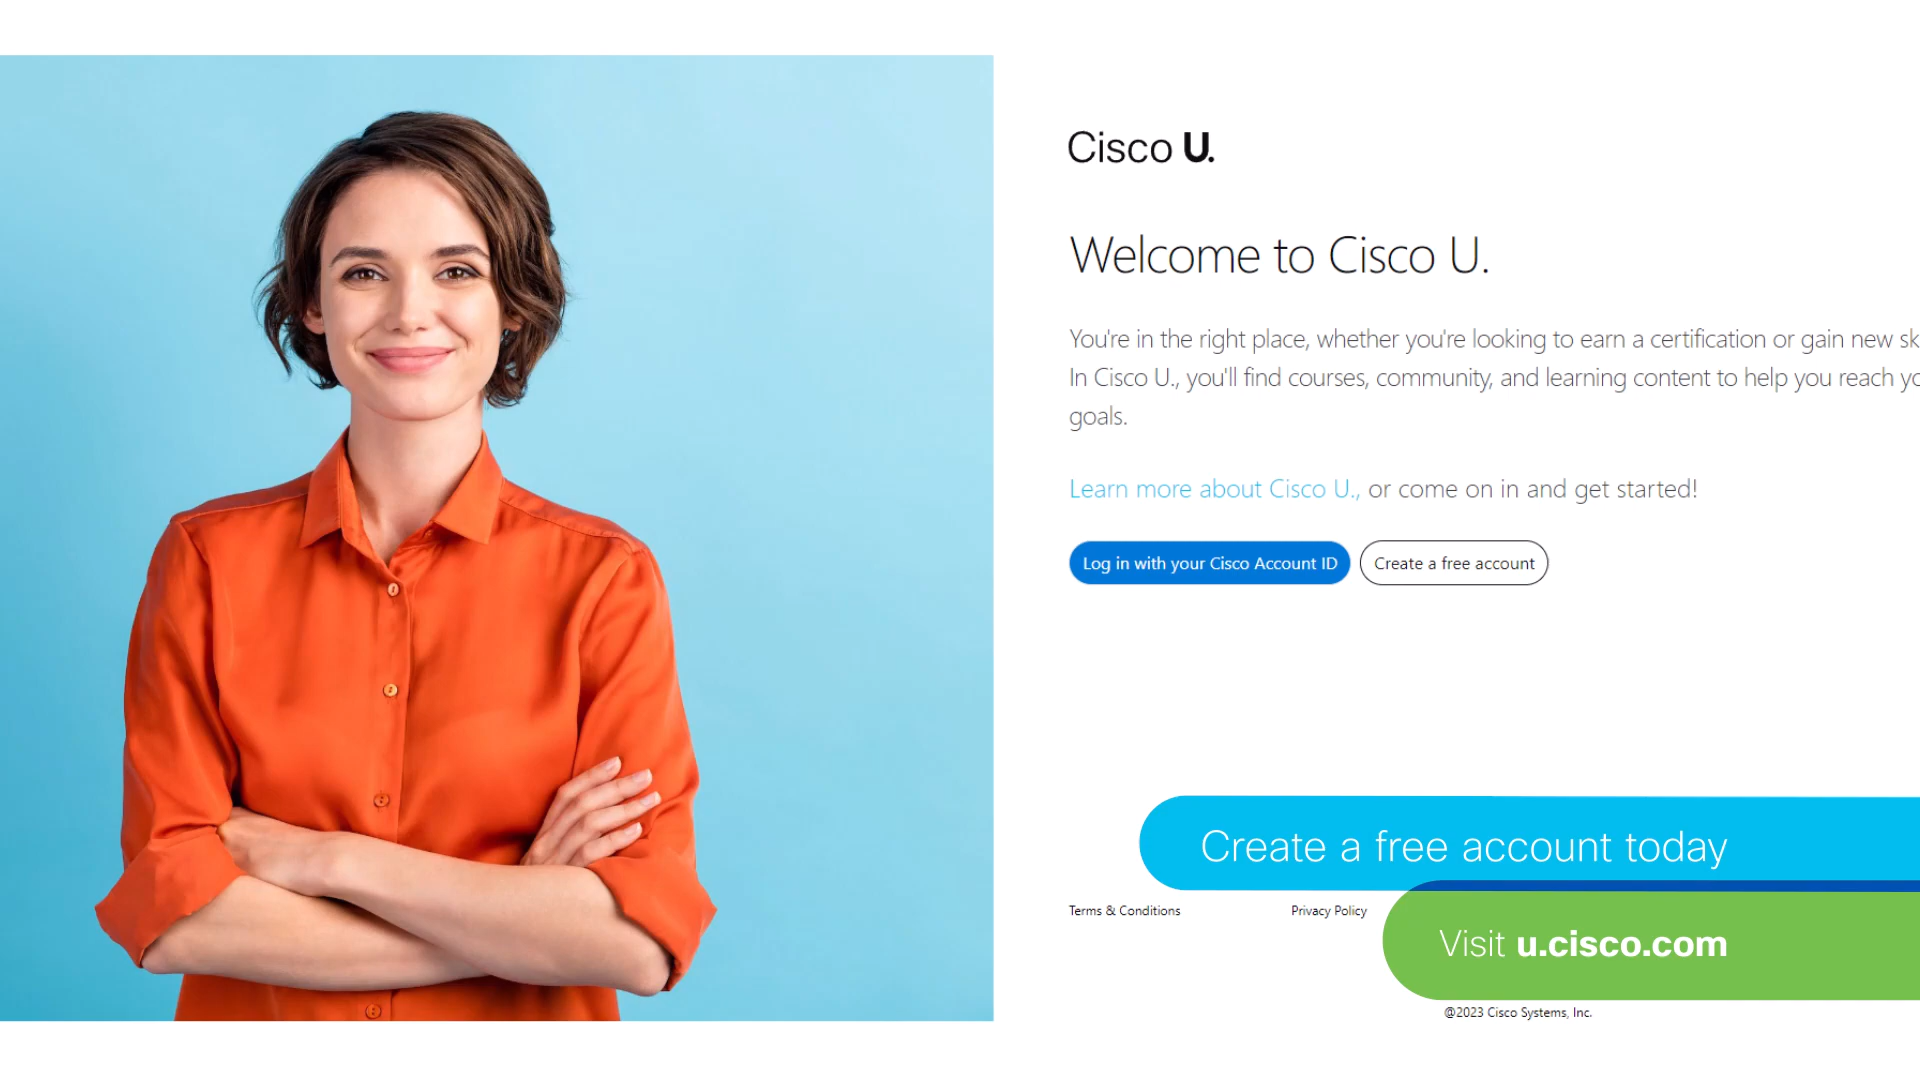 Cisco U.
Welcome to Cisco U.
You're in the right place, whether you're looking to earn a certification or gain new sk
In Cisco U., you'll find courses, community, and learning content to help you reach yo
goals.
Learn more about Cisco U., or come on in and get started!
Log in with your Cisco Account ID
Create a free account
Create a free account today
Terms & Conditions
Privacy Policy
Visit u.cisco.com
@2023 Cisco Systems, Inc.